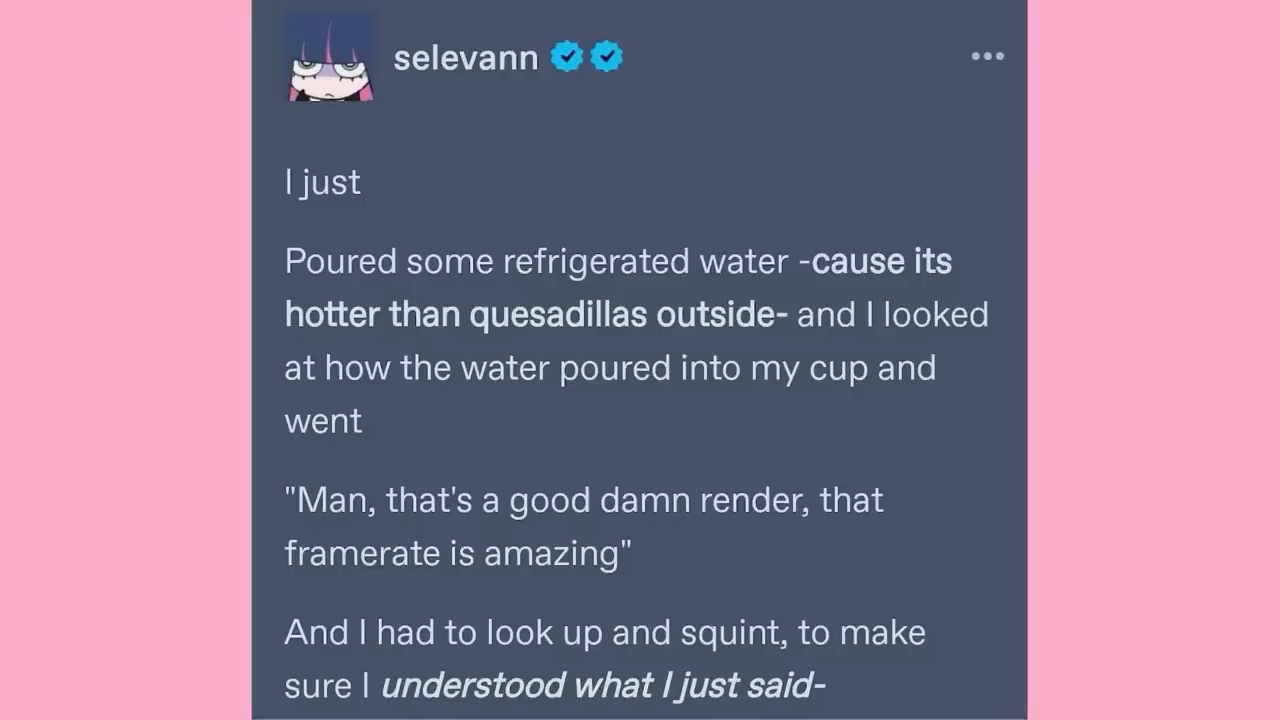 selevann
I just
Poured some refrigerated water -cause its
hotter than quesadillas outside- and I looked
at how the water poured into my cup and
went
"Man, that's a good damn render, that
framerate is amazing"
And I had to look up and squint, to make
sure I understood what I just said-